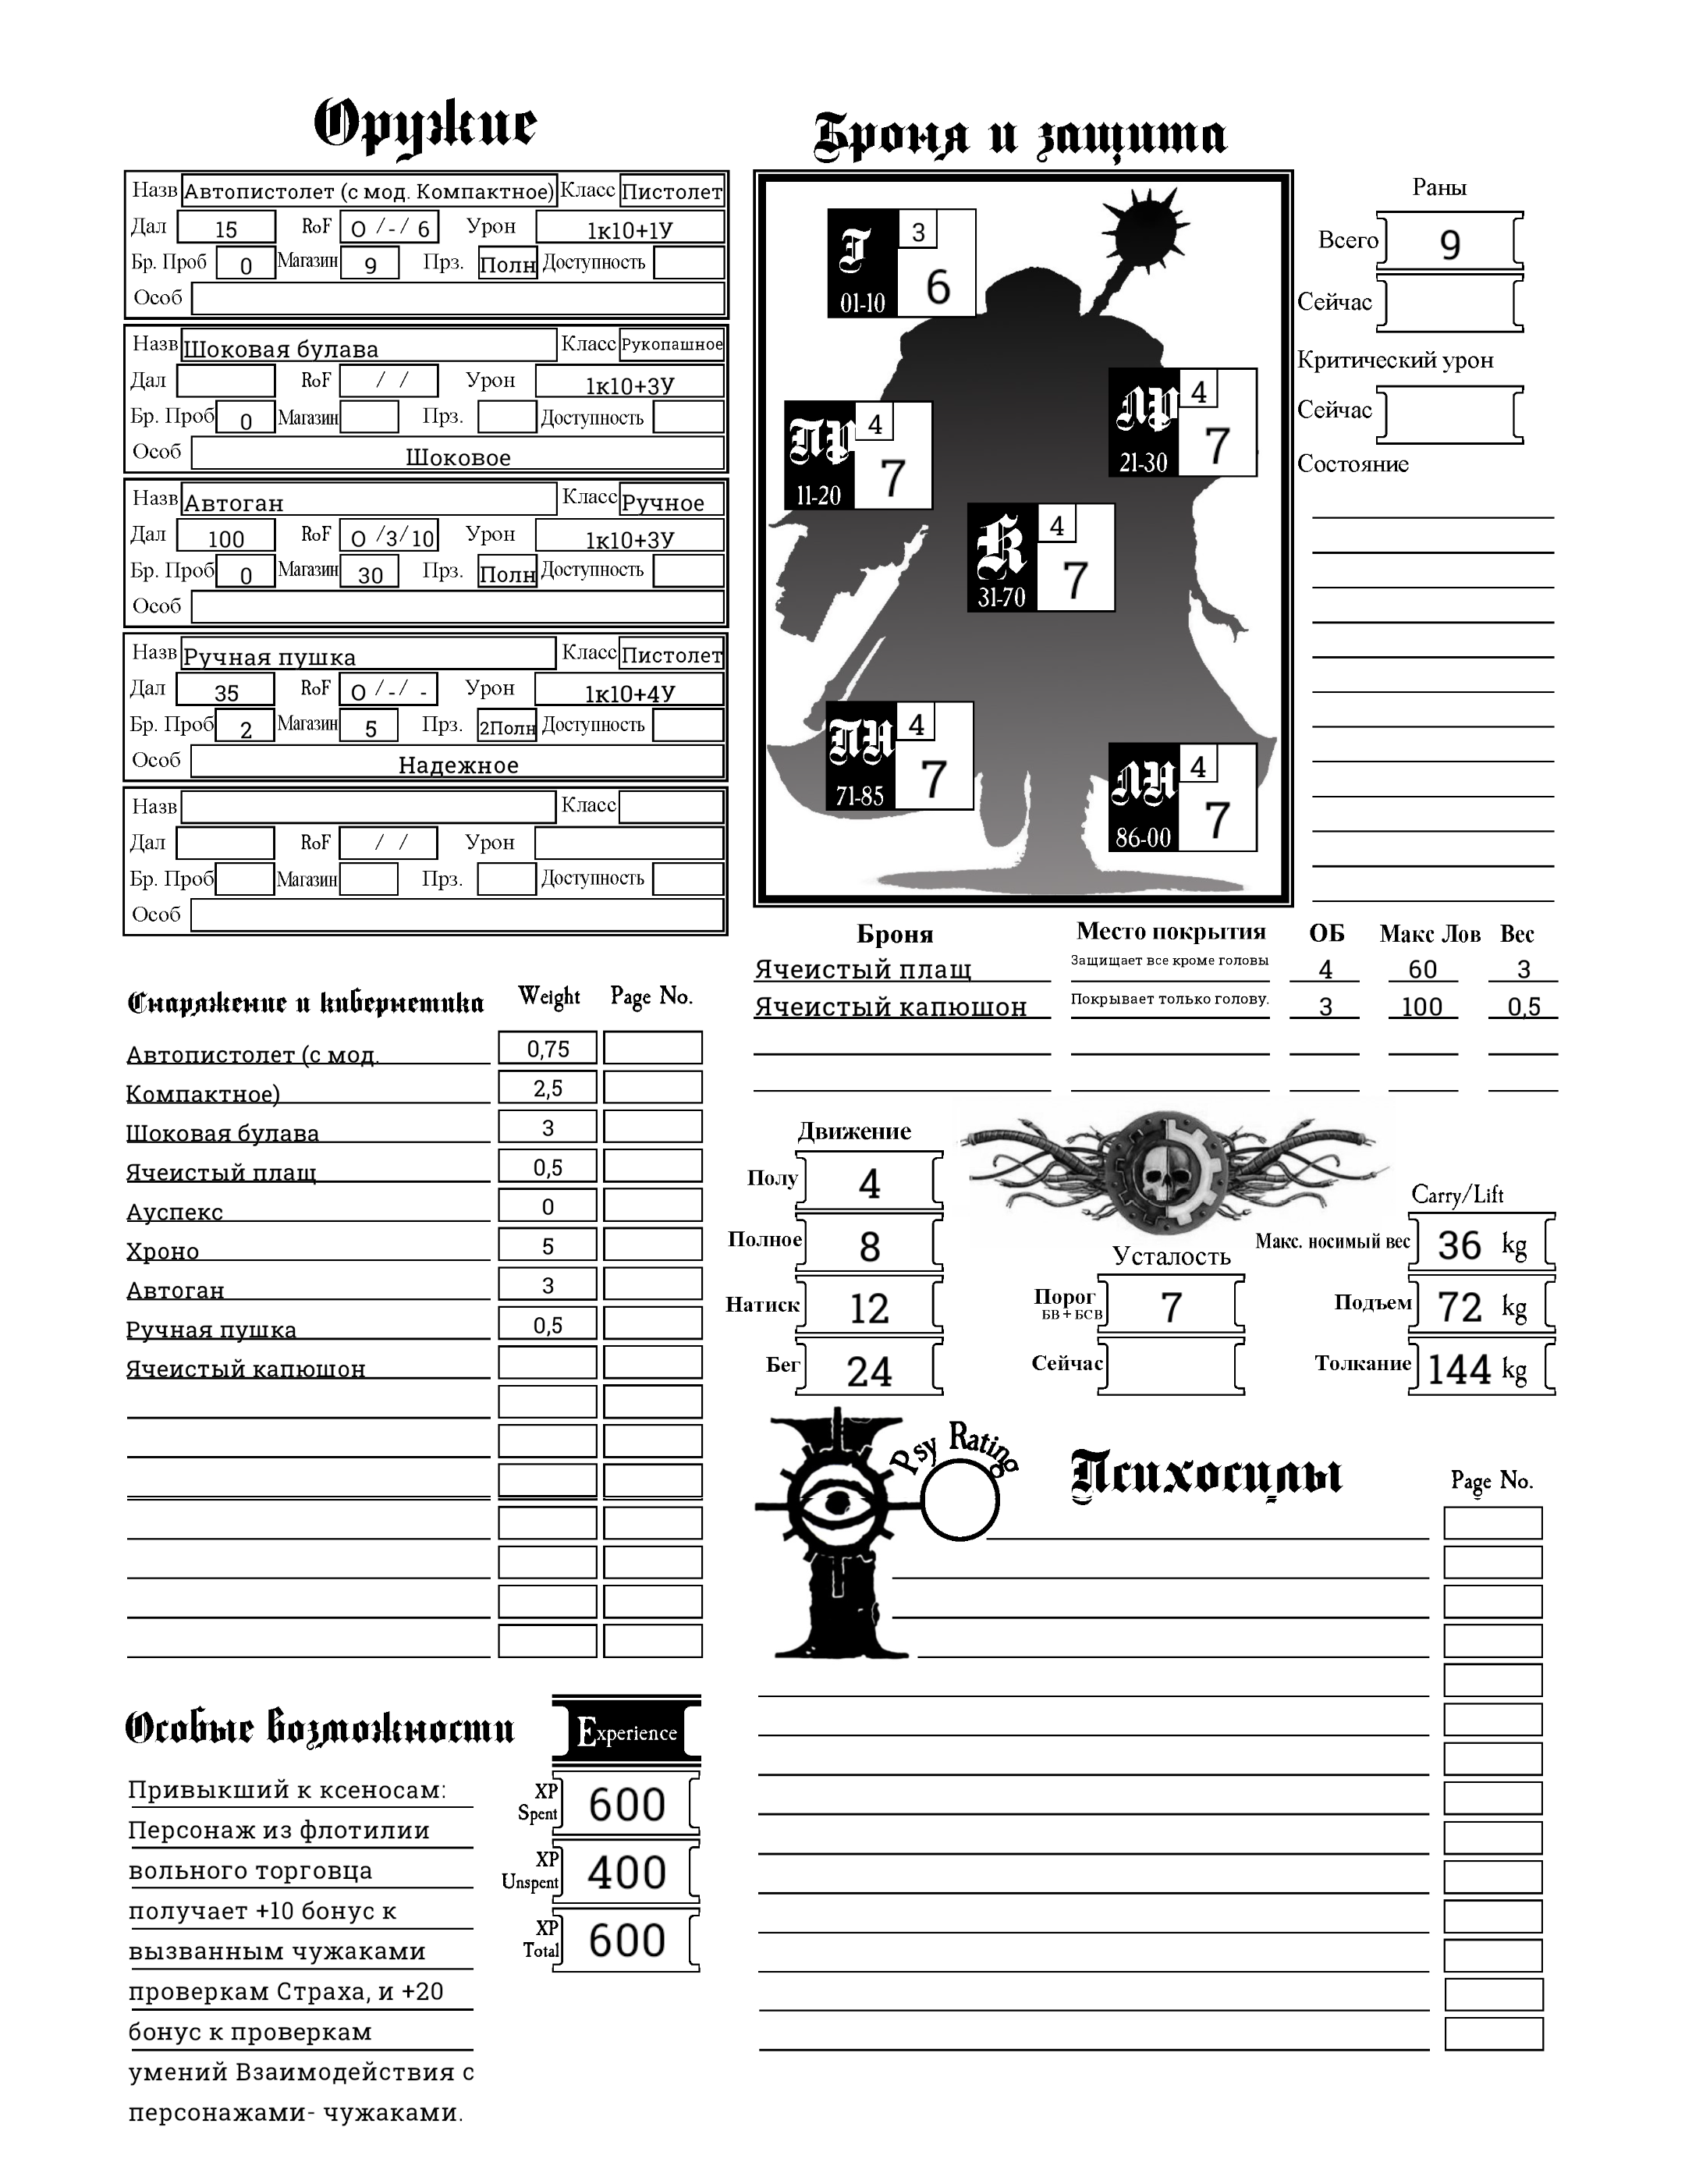 Оружие
Назв Автопистолет (с мод. Компактное) Класс Пистолет
Дал 15 RoF О /-/ 6 Урон 1к10+1У
Бр. Проб 0 Магазин 9 Прз. Полн Доступность
Особ
Назв Шоковая булава Класс Рукопашное
Дал RoF / / Урон 1к10+3У
Бр. Проб 0 Магазин Прз. Доступность
Особ Шоковое
Назв Автоган Класс Ручное
Дал 100 RoF О /3/10 Урон 1к10+3У
Бр. Проб 0 Магазин 30 Прз. Полн Доступность
Особ
Назв Ручная пушка Класс Пистолет
Дал 35 RoF О /-/ - Урон 1к10+4У
Бр. Проб 2 Магазин 5 Прз. 2Полн Доступность
Особ Надежное
Назв Класс
Дал RoF / / Урон
Бр. Проб Магазин Прз. Доступность
Особ
Броня и защита
Г 3
01-10 6
ПР 4
11-20 7
ЛР 4
21-30 7
К 4
31-70 7
ПН 4
71-85 7
ЛН 4
86-00 7
Раны
Всего 9
Сейчас
Критический урон
Сейчас
Состояние
Броня Место покрытия ОБ Макс Лов Вес
Ячеистый плащ Защищает все кроме головы 4 60 3
Ячеистый капюшон Покрывает только голову. 3 100 0,5
Снаряжение и кибернетика Weight Page No.
Автопистолет (с мод. 0,75
Компактное) 2,5
Шоковая булава 3
Ячеистый плащ 0,5
Ауспекс 0
Хроно 5
Автоган 3
Ручная пушка 0,5
Ячеистый капюшон
Движение
Полу 4
Полное 8
Натиск 12
Бег 24
Усталость
Порог 7
БВ + БСВ
Сейчас
Carry/Lift
Макс. носимый вес 36 kg
Подъем 72 kg
Толкание 144 kg
Psy Rating
Психосилы Page No.
Особые возможности
Привыкший к ксеносам:
Персонаж из флотилии
вольного торговца
получает +10 бонус к
вызванным чужаками
проверкам Страха, и +20
бонус к проверкам
умений Взаимодействия с
персонажами- чужаками.
Experience
XP Spent 600
XP Unspent 400
XP Total 600